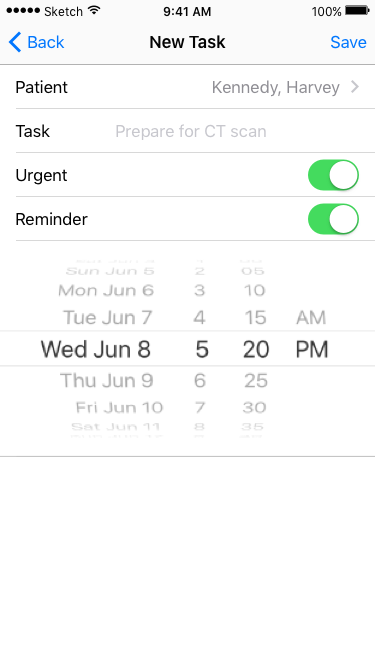 Sketch 9:41 AM 100%
Back New Task Save
Patient Kennedy, Harvey
Task Prepare for CT scan
Urgent
Reminder
Sun Jun 5 2 05
Mon Jun 6 3 10
Tue Jun 7 4 15 AM
Wed Jun 8 5 20 PM
Thu Jun 9 6 25
Fri Jun 10 7 30
Sat Jun 11 8 35